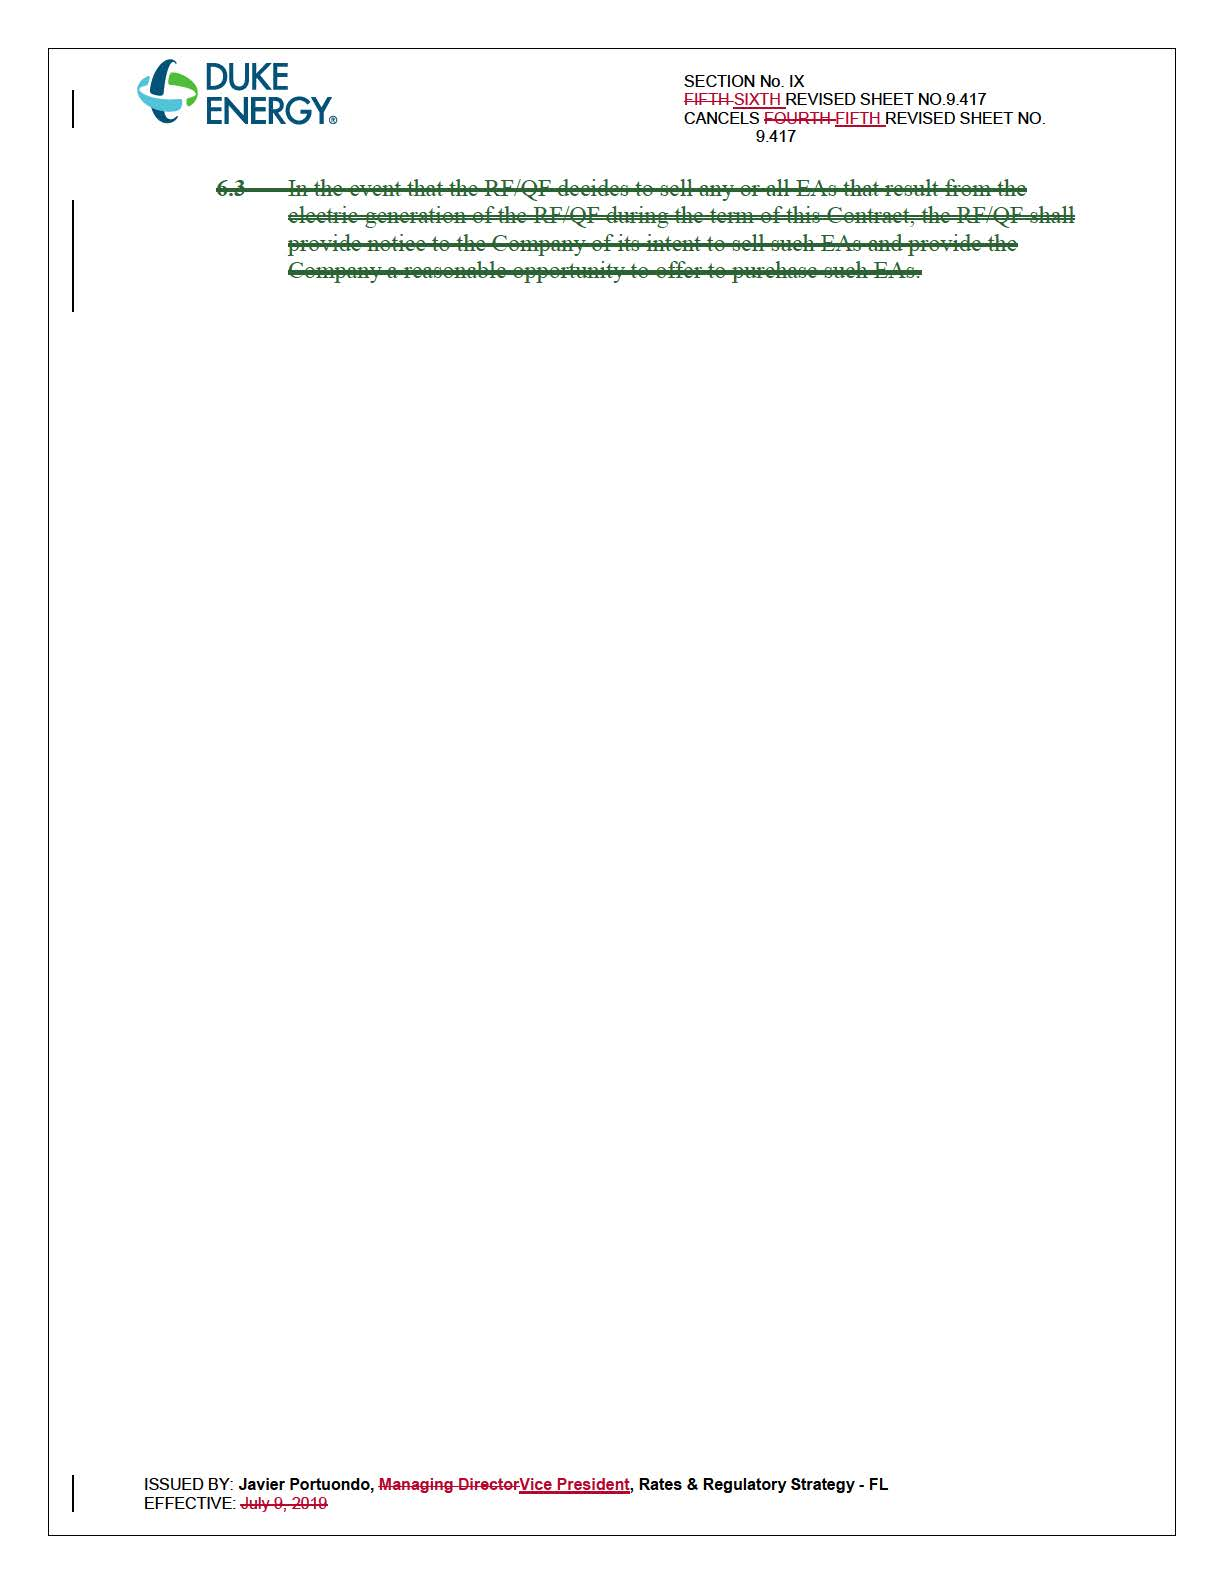 DUKE
ENERGY®
SECTION No. IX
FIFTH SIXTH REVISED SHEET NO.9.417
CANCELS FOURTH FIFTH REVISED SHEET NO.
9.417
6.3 In the event that the RF/QF decides to sell any or all EAs that result from the
electric generation of the RF/QF during the term of this Contract, the RF/QF shall
provide notice to the Company of its intent to sell such EAs and provide the
Company a reasonable opportunity to offer to purchase such EAs.
ISSUED BY: Javier Portuondo, Managing DirectorVice President, Rates & Regulatory Strategy - FL
EFFECTIVE: July 9, 2019